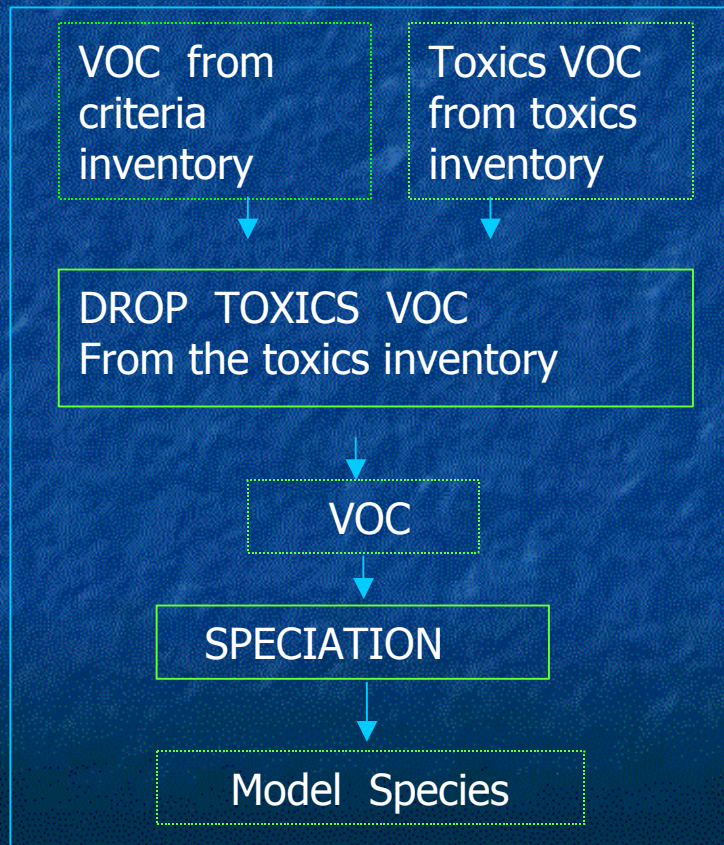 VOC from
criteria
inventory
Toxics VOC
from toxics
inventory
DROP TOXICS VOC
From the toxics inventory
VOC
SPECIATION
Model Species